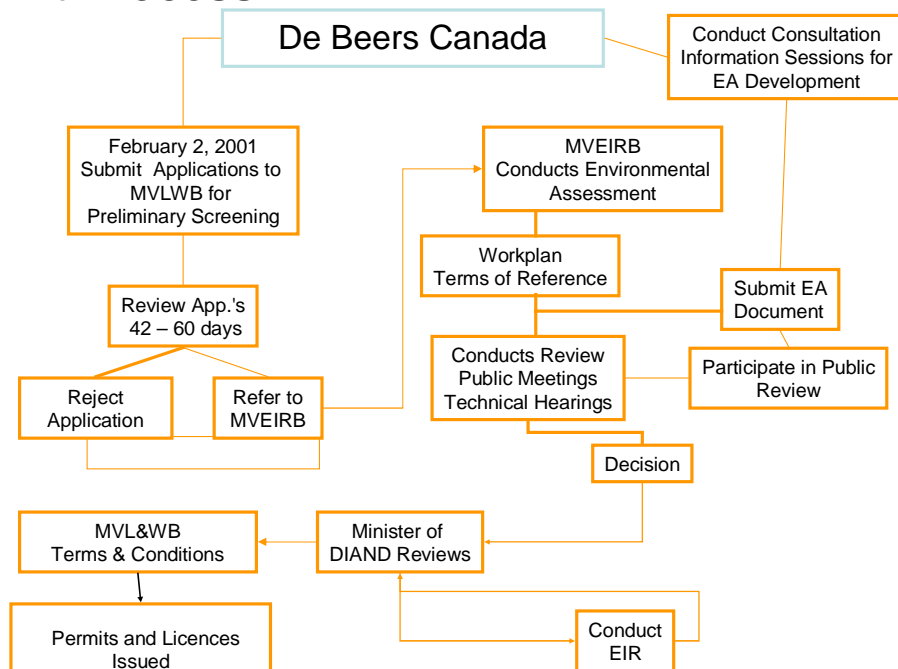 De Beers Canada
Conduct Consultation
Information Sessions for
EA Development
February 2, 2001
Submit Applications to
MVLWB for
Preliminary Screening
MVEIRB
Conducts Environmental
Assessment
Workplan
Terms of Reference
Submit EA
Document
Review App.'s
42 – 60 days
Conducts Review
Public Meetings
Technical Hearings
Participate in Public
Review
Reject
Application
Refer to
MVEIRB
Decision
MVL&WB
Terms & Conditions
Minister of
DIAND Reviews
Permits and Licences
Issued
Conduct
EIR